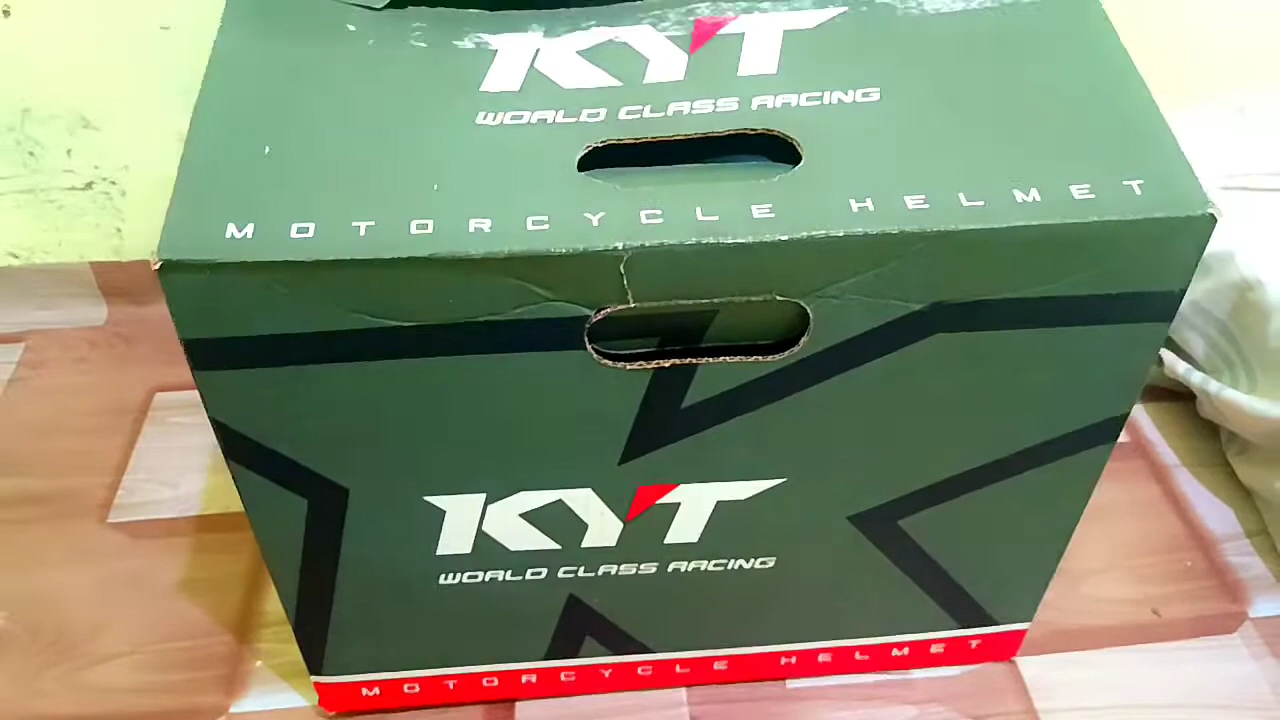 KYT
WORLD CLASS RACING
MOTORCYCLE HELMET
KYT
WORLD CLASS RACING
MOTORCYCLE HELMET